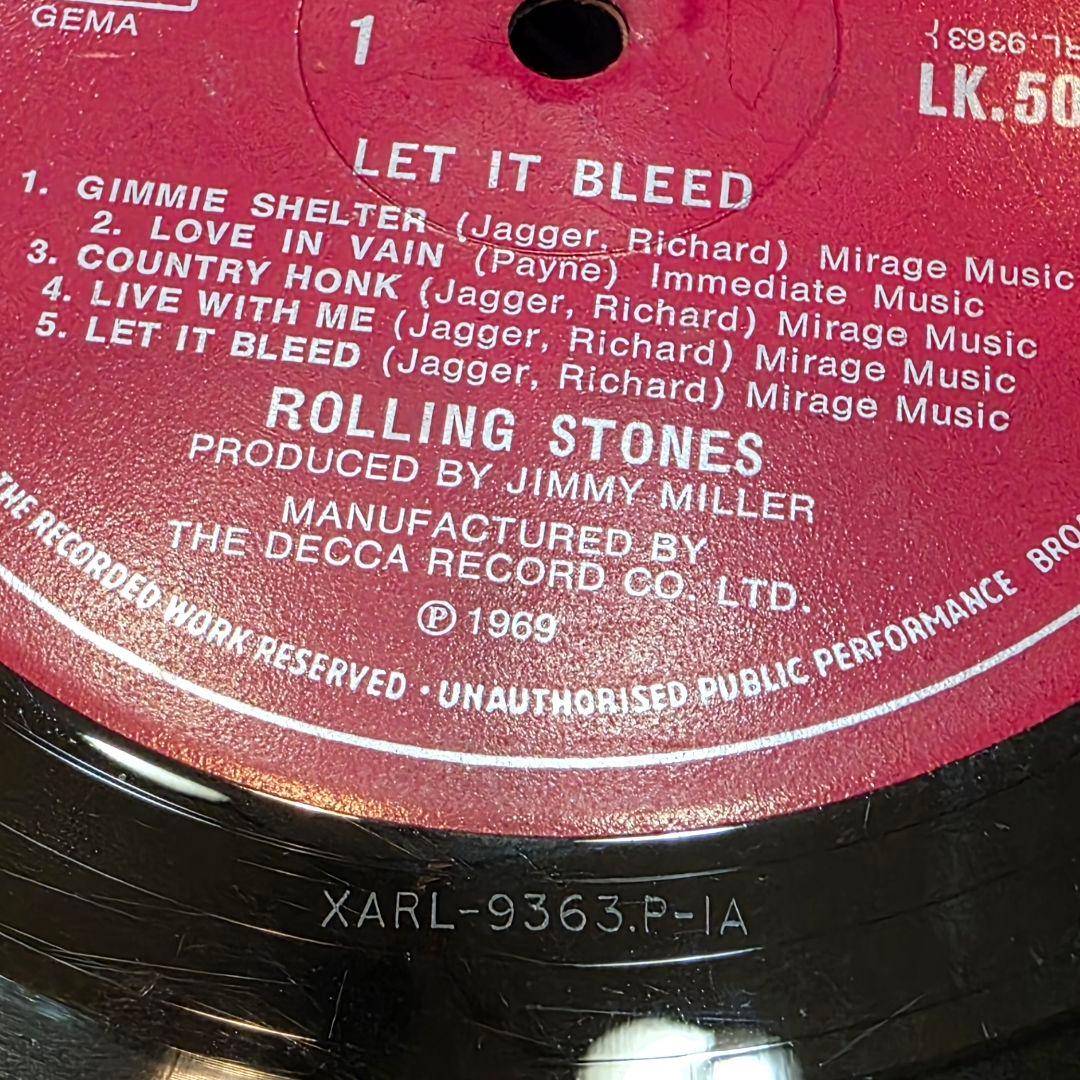 GEMA
1
RL.9363}
LK.50
LET IT BLEED
1. GIMMIE SHELTER (Jagger, Richard) Mirage Music
2. LOVE IN VAIN (Payne) Immediate Music
3. COUNTRY HONK (Jagger, Richard) Mirage Music
4. LIVE WITH ME (Jagger, Richard) Mirage Music
5. LET IT BLEED (Jagger, Richard) Mirage Music
ROLLING STONES
PRODUCED BY JIMMY MILLER
MANUFACTURED BY
THE DECCA RECORD CO. LTD.
℗ 1969
THE RECORDED WORK RESERVED · UNAUTHORISED PUBLIC PERFORMANCE BRO
XARL-9363.P-1A